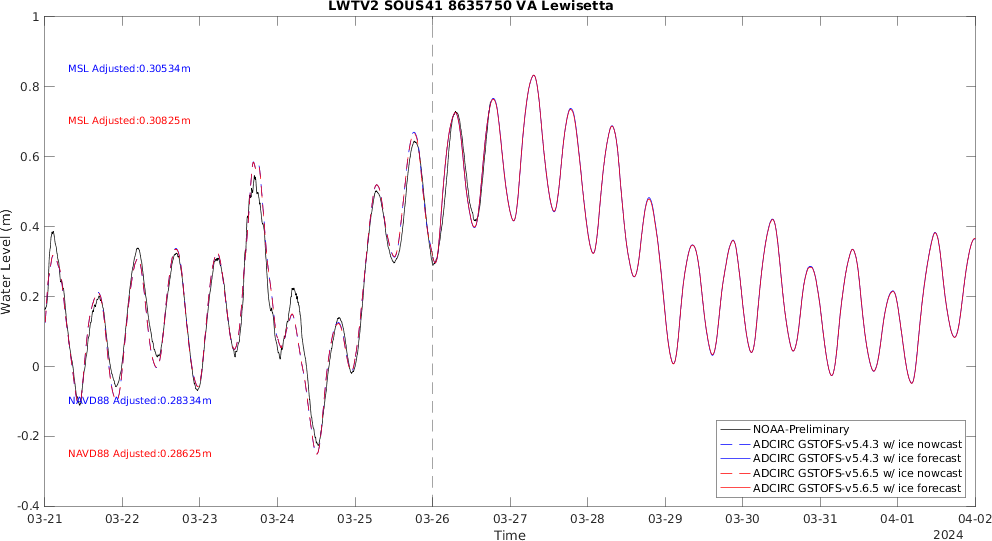 LWTV2 SOUS41 8635750 VA Lewisetta
1
0.8
0.6
0.4
0.2
0
-0.2
-0.4
Water Level (m)
MSL Adjusted:0.30534m
MSL Adjusted:0.30825m
NAVD88 Adjusted:0.28334m
NAVD88 Adjusted:0.28625m
NOAA-Preliminary
ADCIRC GSTOFS-v5.4.3 w/ ice nowcast
ADCIRC GSTOFS-v5.4.3 w/ ice forecast
ADCIRC GSTOFS-v5.6.5 w/ ice nowcast
ADCIRC GSTOFS-v5.6.5 w/ ice forecast
03-21 03-22 03-23 03-24 03-25 03-26 03-27 03-28 03-29 03-30 03-31 04-01 04-02
Time
2024